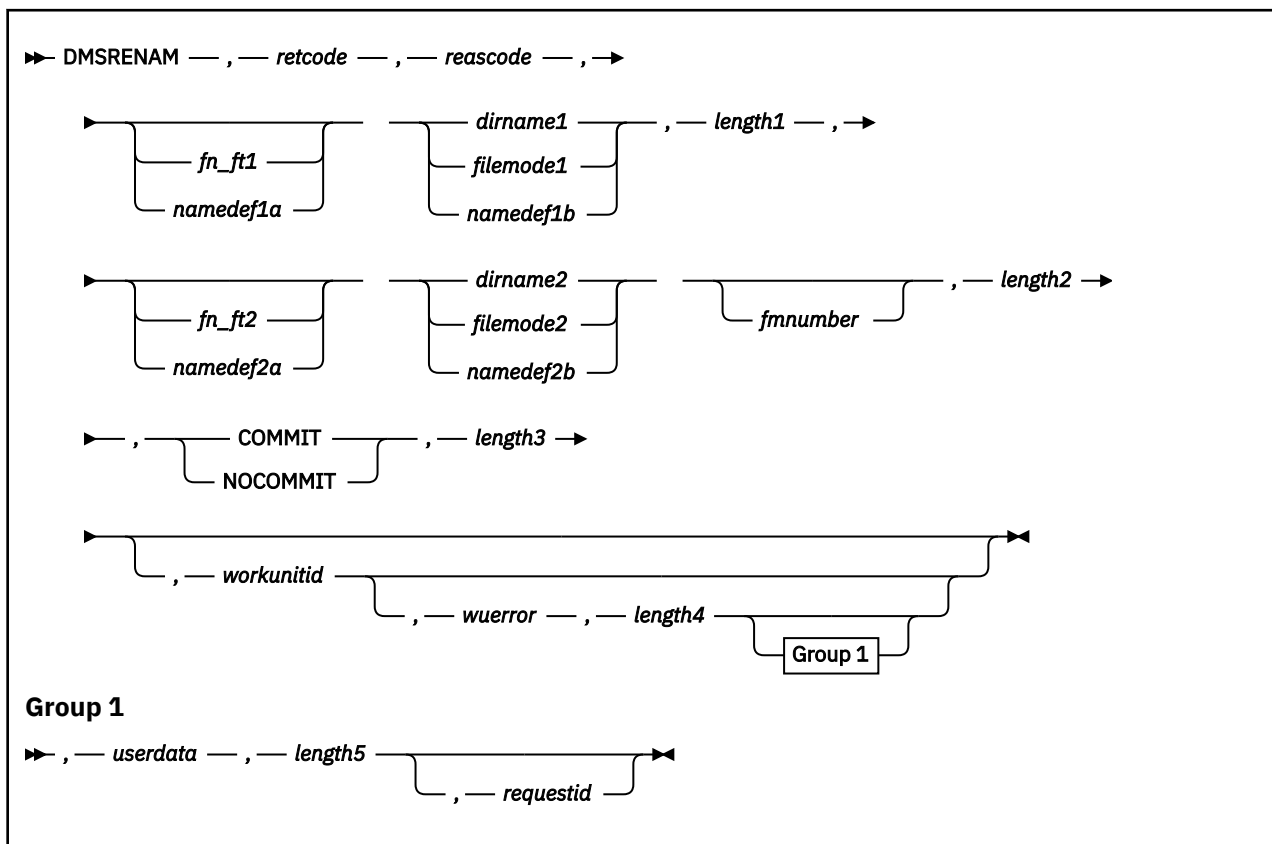 DMSRENAM , retcode , reascode ,
dirname1 , length1 ,
fn_ft1 filemode1
namedef1a namedef1b
dirname2 , length2
fn_ft2 filemode2 fmnumber
namedef2a namedef2b
, COMMIT , length3
NOCOMMIT
, workunitid
, wuerror , length4
Group 1
Group 1
, userdata , length5
, requestid